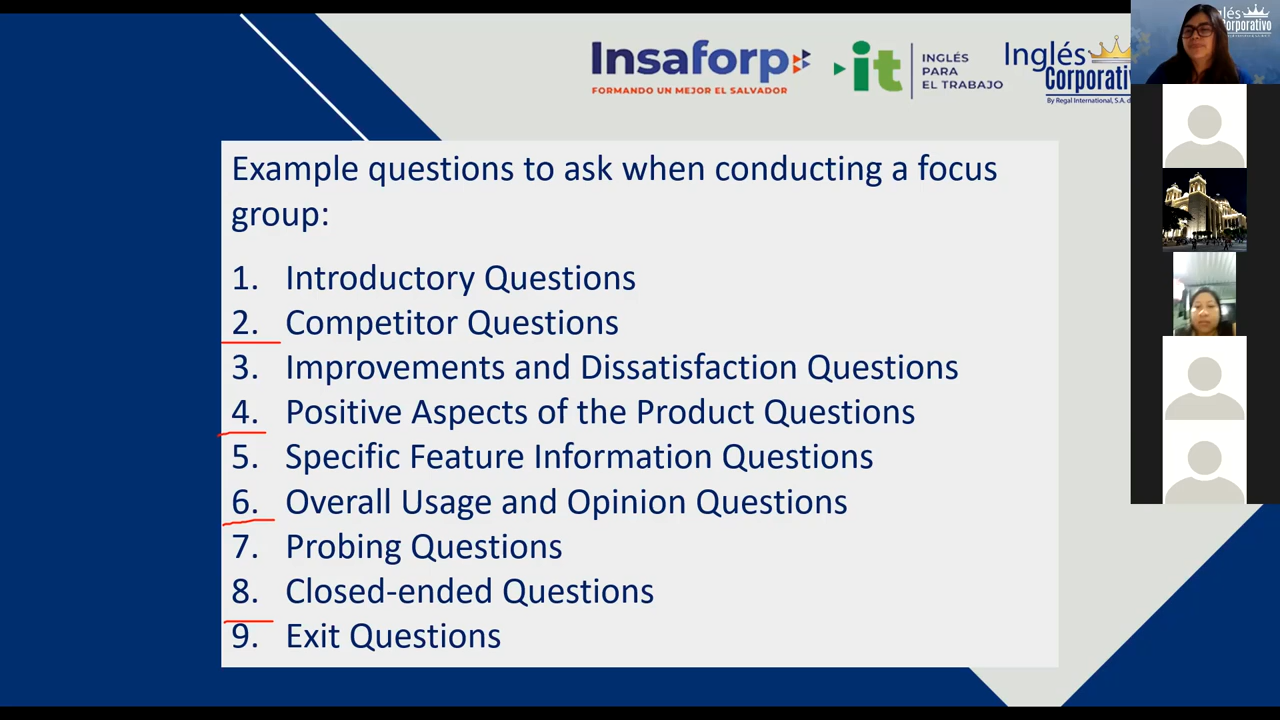 Insaforp
FORMANDO UN MEJOR EL SALVADOR
it
INGLÉS
PARA
EL TRABAJO
Inglés
Corporativ
By Regal International, S.A. d
glés
Corporativo
Example questions to ask when conducting a focus
group:
1. Introductory Questions
2. Competitor Questions
3. Improvements and Dissatisfaction Questions
4. Positive Aspects of the Product Questions
5. Specific Feature Information Questions
6. Overall Usage and Opinion Questions
7. Probing Questions
8. Closed-ended Questions
9. Exit Questions